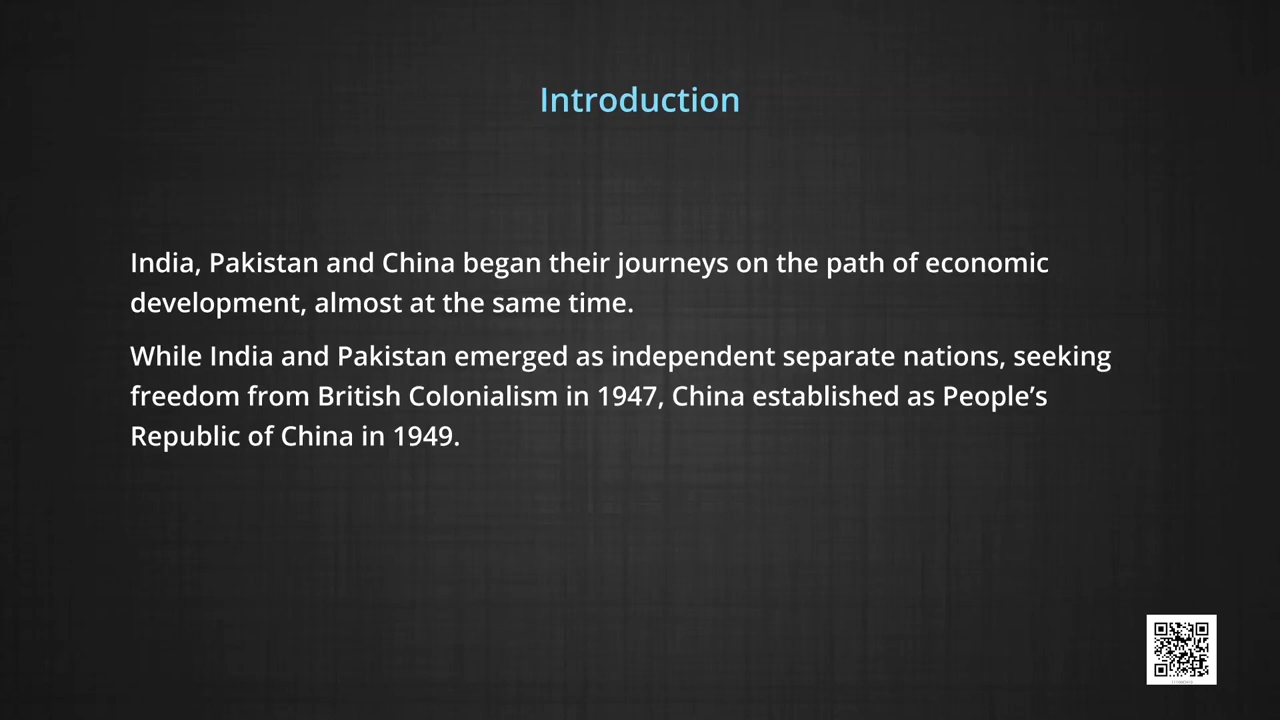 Introduction
India, Pakistan and China began their journeys on the path of economic
development, almost at the same time.
While India and Pakistan emerged as independent separate nations, seeking
freedom from British Colonialism in 1947, China established as People’s
Republic of China in 1949.